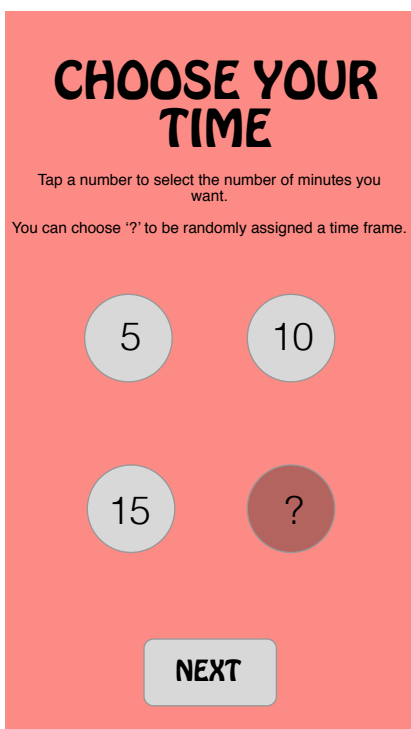 CHOOSE YOUR
TIME
Tap a number to select the number of minutes you
want.
You can choose ‘?’ to be randomly assigned a time frame.
5 10
15 ?
NEXT